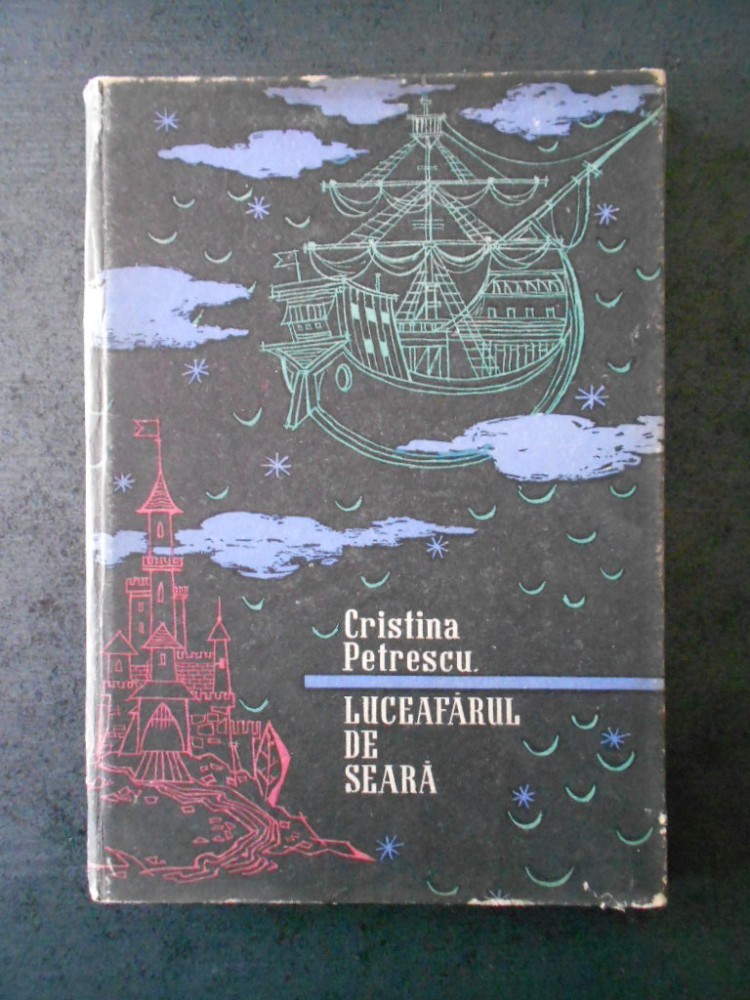 Cristina
Petrescu.
LUCEAFĂRUL
DE
SEARĂ